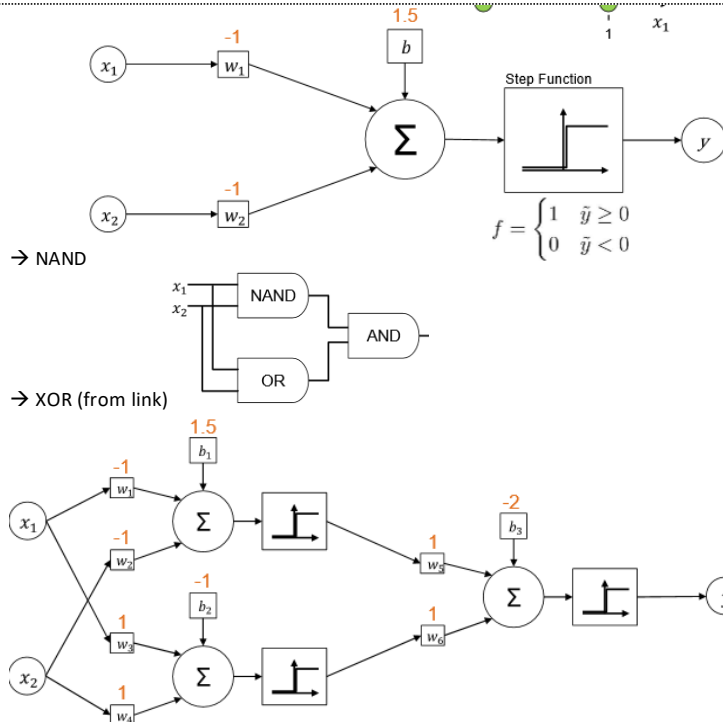 1
x₁
-1
1.5
x₁
w₁
b
Step Function
Σ
y
-1
x₂
w₂
f = { 1 ỹ ≥ 0
0 ỹ < 0
→ NAND
x₁
x₂
NAND
AND
OR
→ XOR (from link)
1.5
b₁
-1
w₁
x₁
Σ
-2
b₃
-1
w₂
1
w₅
-1
b₂
Σ
1
w₃
1
w₆
x₂
Σ
1
w₄